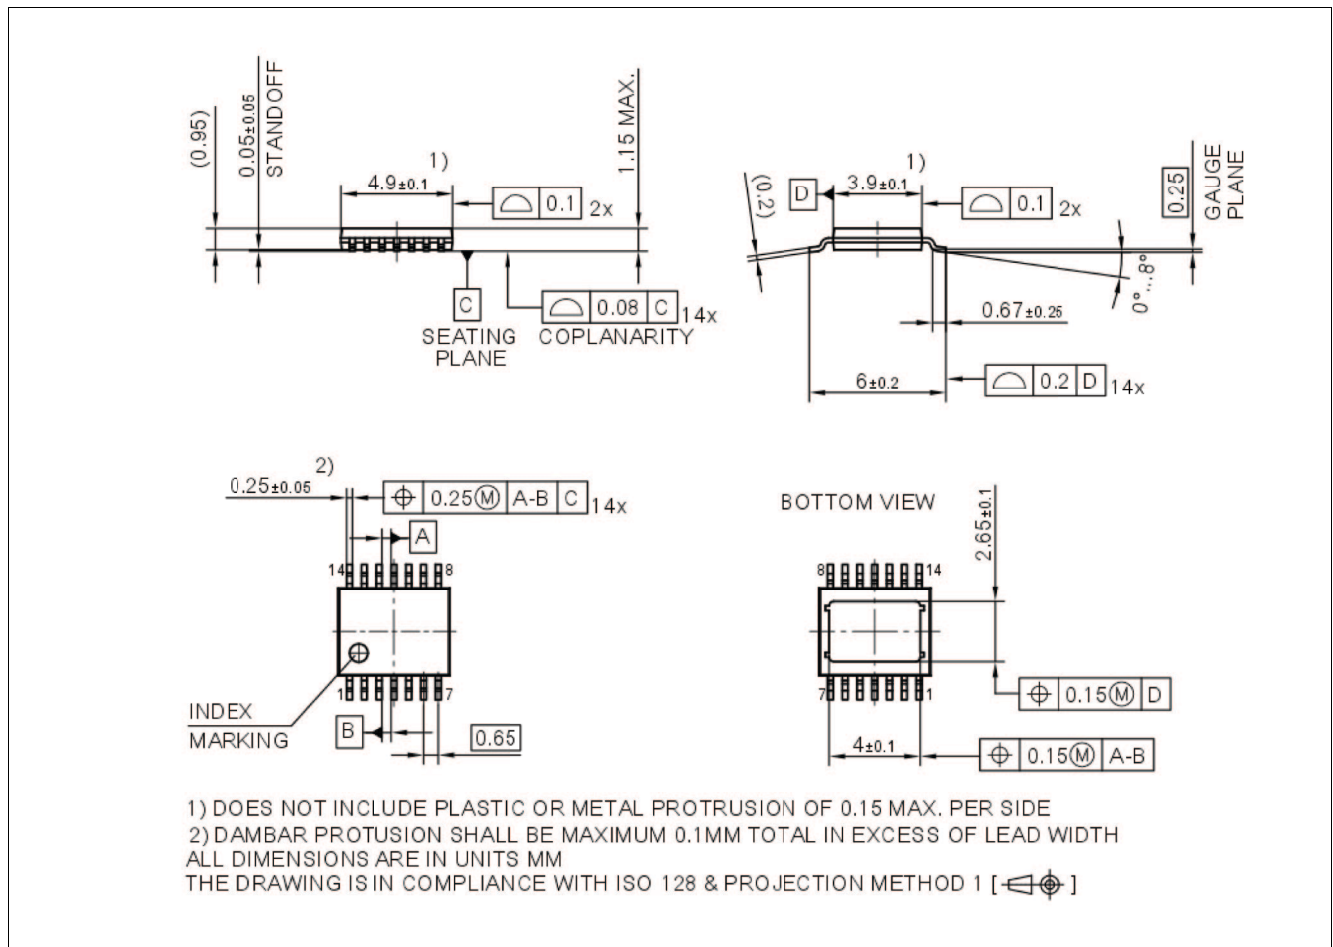 (0.95)
0.05±0.05
STANDOFF
1)
4.9±0.1
0.1 2x
1.15 MAX.
C
SEATING
PLANE
0.08 C 14x
COPLANARITY
(0.2)
D
1)
3.9±0.1
0.1 2x
0.25
GAUGE
PLANE
0°...8°
0.67±0.25
6±0.2
0.2 D 14x
2)
0.25±0.05
0.25Ⓜ A-B C 14x
A
14 8
1 7
INDEX
MARKING
B
0.65
BOTTOM VIEW
2.65±0.1
8 14
7 1
0.15Ⓜ D
4±0.1
0.15Ⓜ A-B
1) DOES NOT INCLUDE PLASTIC OR METAL PROTRUSION OF 0.15 MAX. PER SIDE
2) DAMBAR PROTUSION SHALL BE MAXIMUM 0.1MM TOTAL IN EXCESS OF LEAD WIDTH
ALL DIMENSIONS ARE IN UNITS MM
THE DRAWING IS IN COMPLIANCE WITH ISO 128 & PROJECTION METHOD 1 [ ]